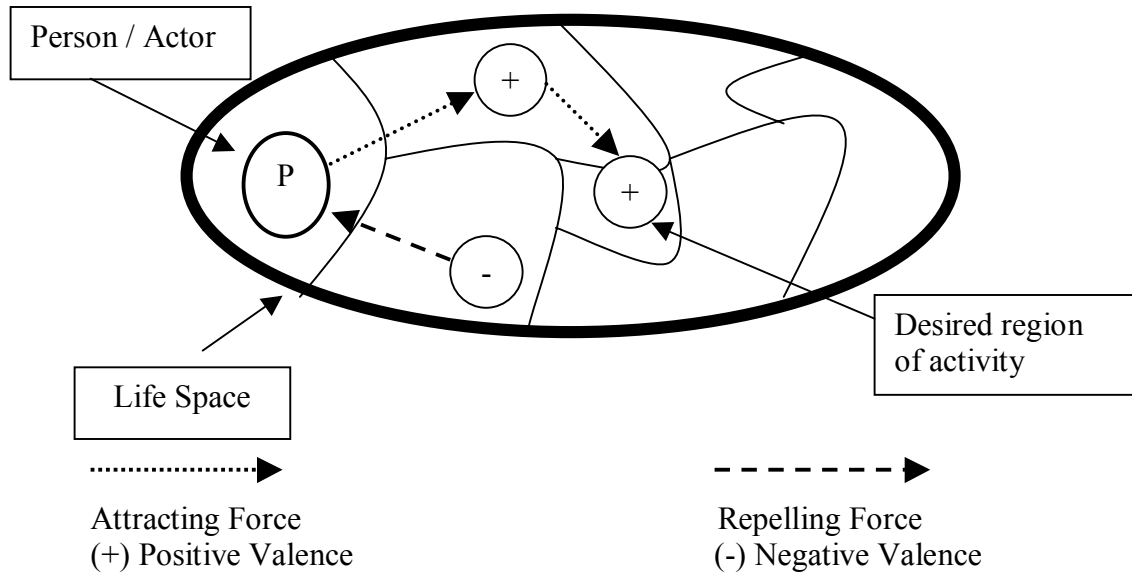 Person / Actor
+
P
+
-
Desired region
of activity
Life Space
Attracting Force
(+) Positive Valence
Repelling Force
(-) Negative Valence